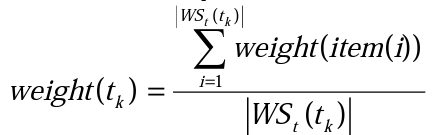 |WS_t(t_k)|
∑ weight(item(i))
i=1
weight(t_k) =
|WS_t(t_k)|